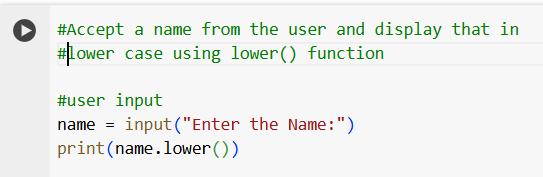 #Accept a name from the user and display that in
#lower case using lower() function
#user input
name = input("Enter the Name:")
print(name.lower())